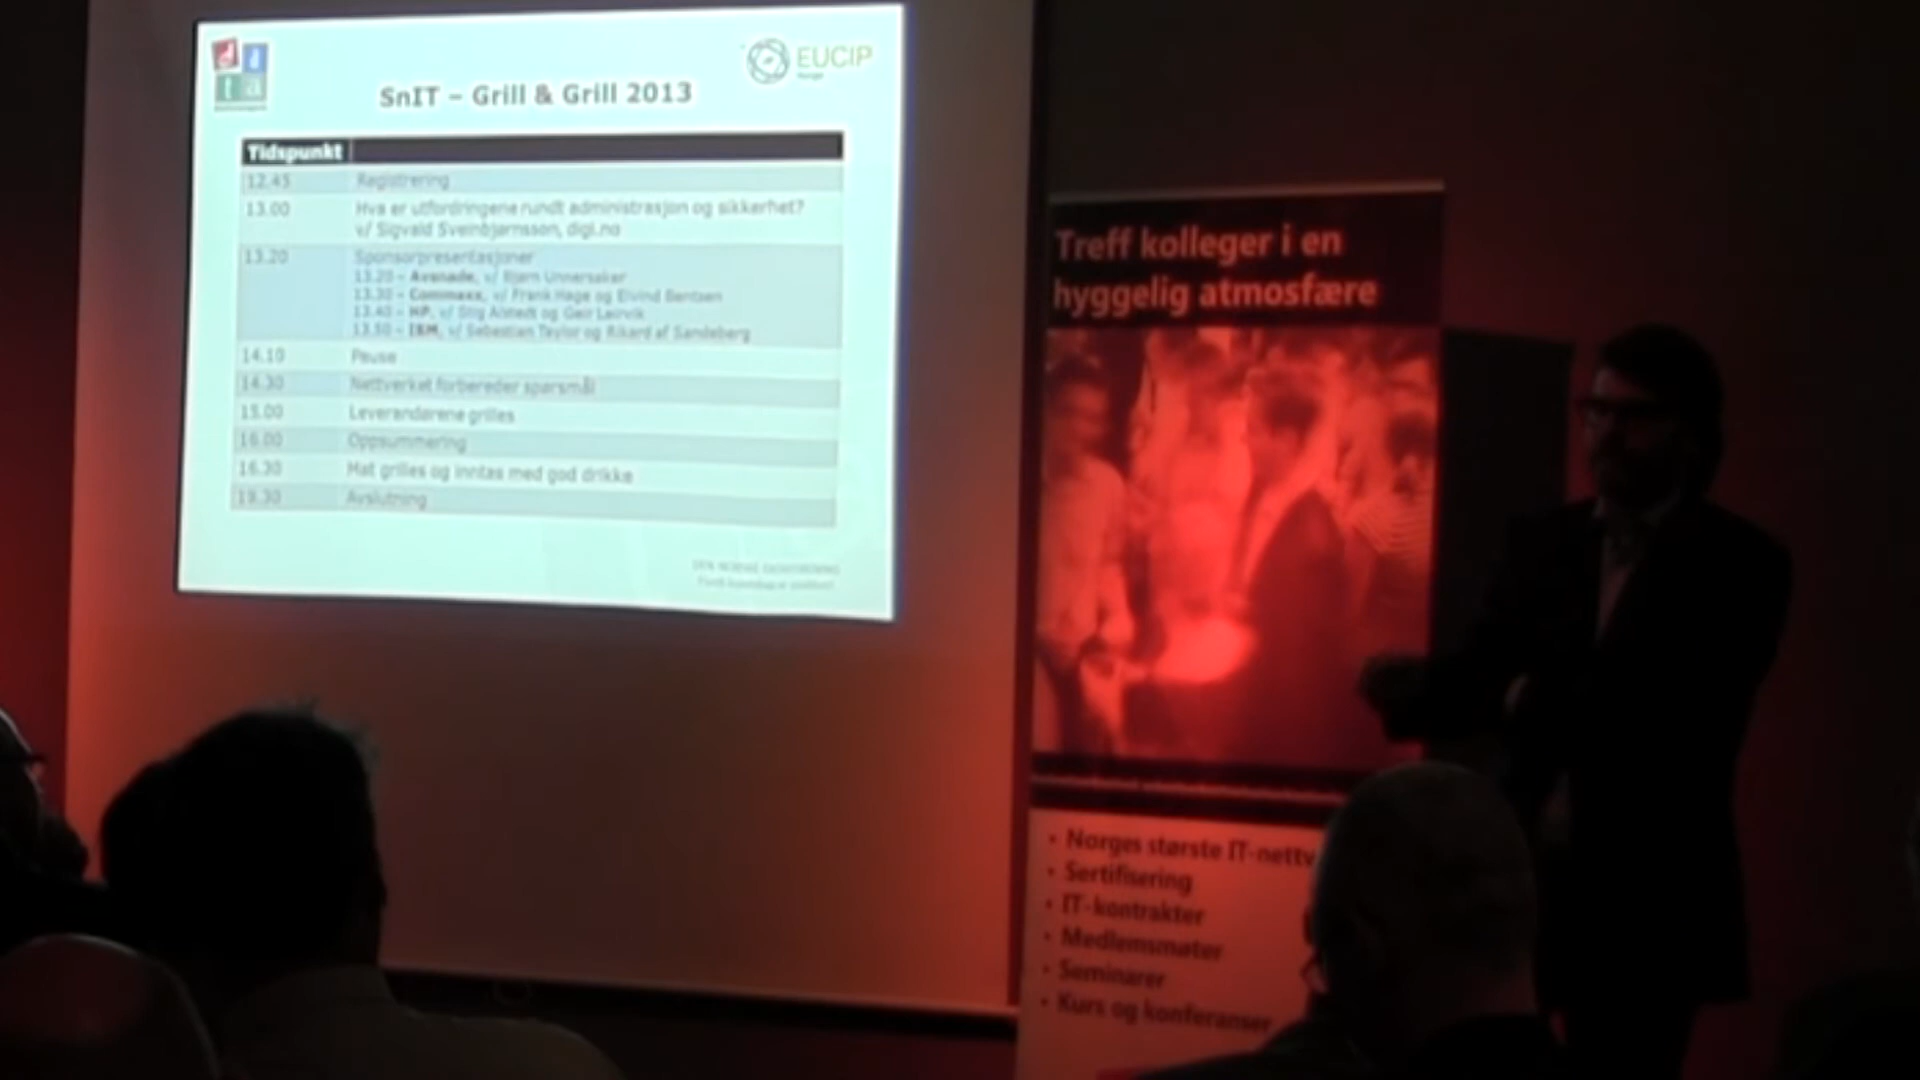 d
d
t
a
EUCIP
Norge
SnIT – Grill & Grill 2013
Tidspunkt
12.45 Registrering
13.00 Hva er utfordringene rundt administrasjon og sikkerhet?
v/ Sigvald Sveinbjørnsson, digi.no
13.20 Sponsorpresentasjoner
13.20 – Avanade, v/ Bjørn Unnersaker
13.30 – Commaxx, v/ Frank Hage og Eivind Bentsen
13.40 – HP, v/ Stig Alstedt og Geir Leirvik
13.50 – IBM, v/ Sebastian Taylor og Rikard af Sandeberg
14.10 Pause
14.30 Nettverket forbereder spørsmål
15.00 Leverandørene grilles
16.00 Oppsummering
16.30 Mat grilles og inntas med god drikke
19.30 Avslutning
DEN NORSKE DATAFORENING
Treff kolleger i en
hyggelig atmosfære
• Norges største IT-nettv
• Sertifisering
• IT-kontrakter
• Medlemsmøter
• Seminarer
• Kurs og konferanser